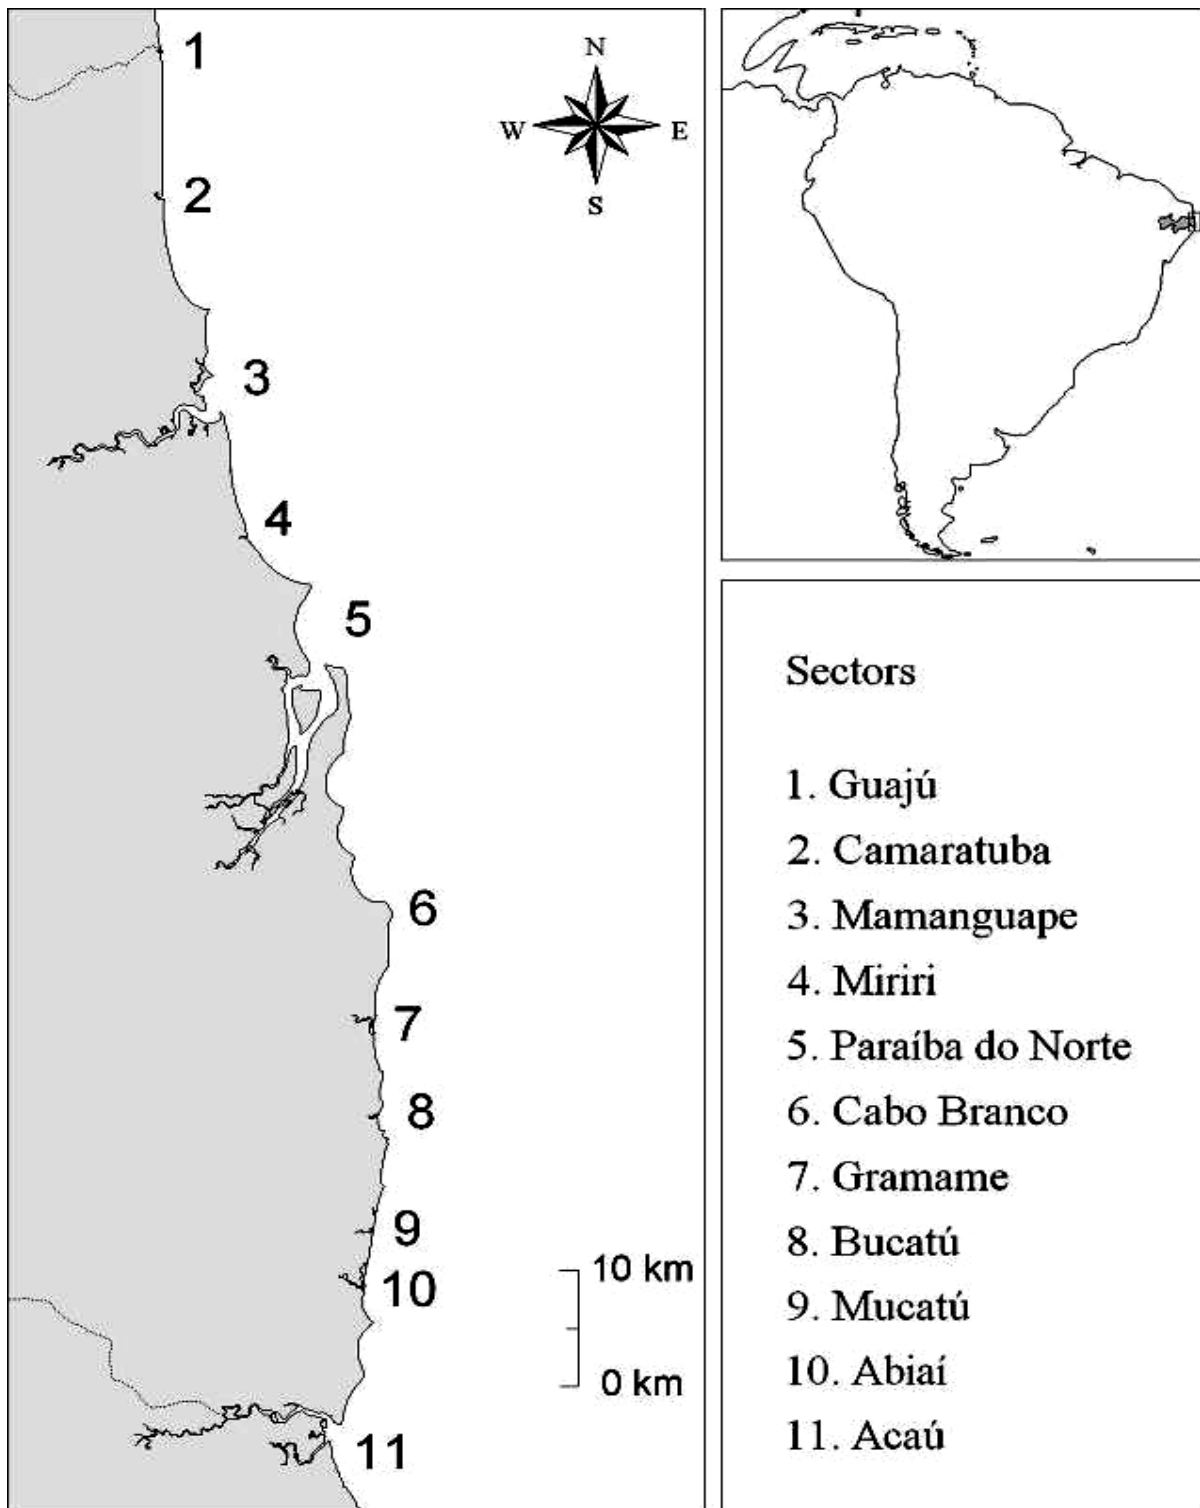 1
2
3
4
5
6
7
8
9
10
11
N
W
E
S
10 km
0 km
Sectors
1. Guajú
2. Camaratuba
3. Mamanguape
4. Miriri
5. Paraíba do Norte
6. Cabo Branco
7. Gramame
8. Bucatú
9. Mucatú
10. Abiaí
11. Acaú